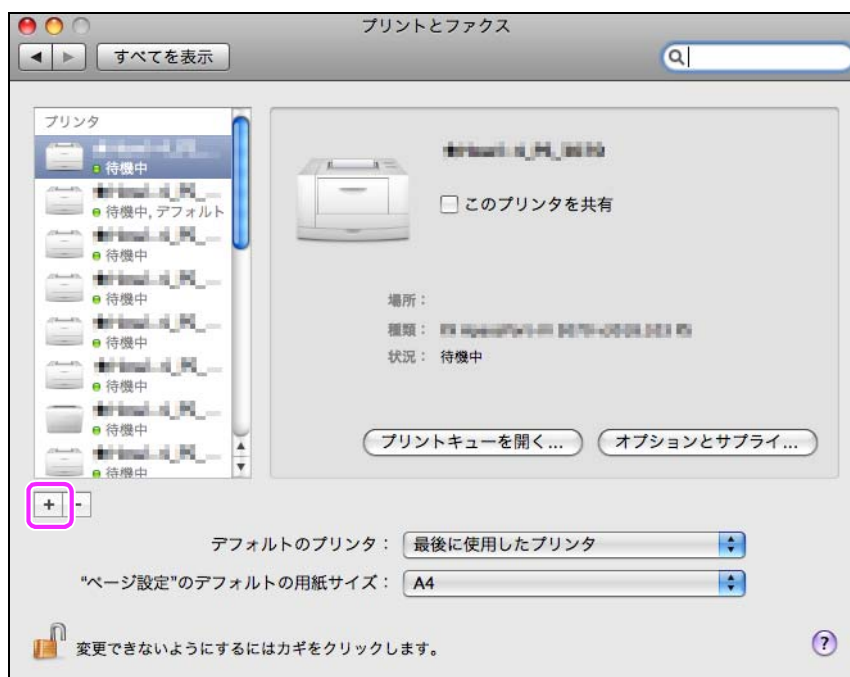 プリントとファクス
すべてを表示
プリンタ
待機中
待機中, デフォルト
待機中
待機中
待機中
待機中
待機中
待機中
このプリンタを共有
場所：
種類：
状況： 待機中
プリントキューを開く...
オプションとサプライ...
+ -
デフォルトのプリンタ： 最後に使用したプリンタ
"ページ設定"のデフォルトの用紙サイズ： A4
変更できないようにするにはカギをクリックします。
?